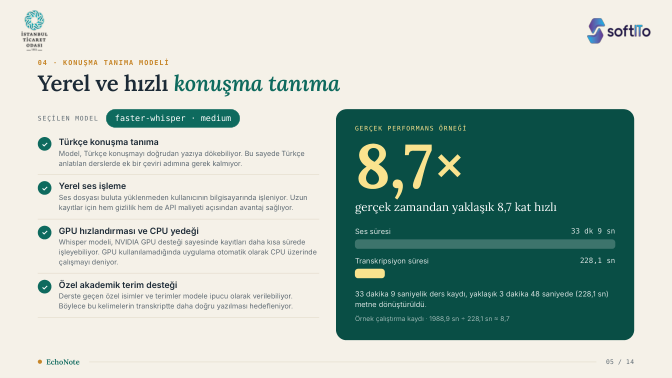 İSTANBUL
TİCARET
ODASI
softITo
04 · KONUŞMA TANIMA MODELİ
Yerel ve hızlı konuşma tanıma
SEÇİLEN MODEL
faster-whisper · medium
Türkçe konuşma tanıma
Model, Türkçe konuşmayı doğrudan yazıya dökebiliyor. Bu sayede Türkçe
anlatılan derslerde ek bir çeviri adımına gerek kalmıyor.
Yerel ses işleme
Ses dosyası buluta yüklenmeden kullanıcının bilgisayarında işleniyor. Uzun
kayıtlar için hem gizlilik hem de API maliyeti açısından avantaj sağlıyor.
GPU hızlandırması ve CPU yedeği
Whisper modeli, NVIDIA GPU desteği sayesinde kayıtları daha kısa sürede
işleyebiliyor. GPU kullanılamadığında uygulama otomatik olarak CPU üzerinde
çalışmayı deniyor.
Özel akademik terim desteği
Derste geçen özel isimler ve terimler modele ipucu olarak verilebiliyor.
Böylece bu kelimelerin transkriptte daha doğru yazılması hedefleniyor.
GERÇEK PERFORMANS ÖRNEĞİ
8,7×
gerçek zamandan yaklaşık 8,7 kat hızlı
Ses süresi 33 dk 9 sn
Transkripsiyon süresi 228,1 sn
33 dakika 9 saniyelik ders kaydı, yaklaşık 3 dakika 48 saniyede (228,1 sn)
metne dönüştürüldü.
Örnek çalıştırma kaydı · 1988,9 sn ÷ 228,1 sn ≈ 8,7
EchoNote
05 / 14